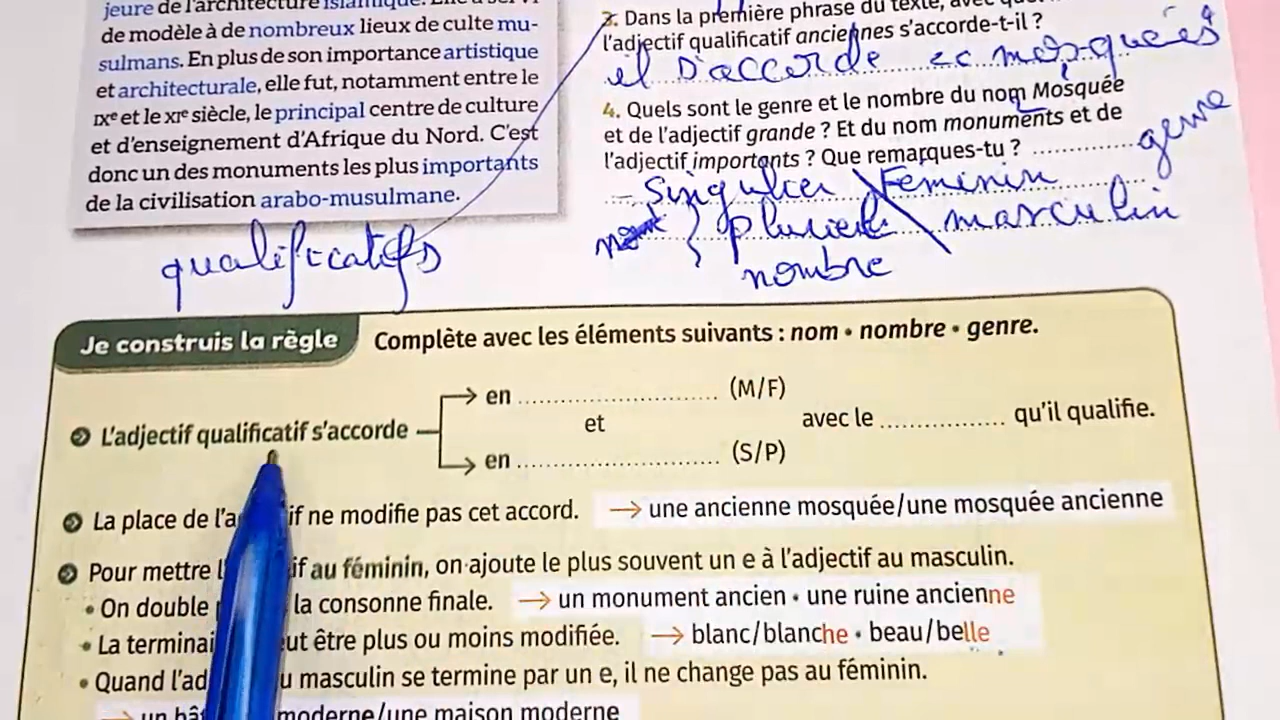 jeure de l'architecture islamique.
de modèle à de nombreux lieux de culte mu-
sulmans. En plus de son importance artistique
et architecturale, elle fut, notamment entre le
IXe et le XIe siècle, le principal centre de culture
et d'enseignement d'Afrique du Nord. C'est
donc un des monuments les plus importants
de la civilisation arabo-musulmane.
qualificatifs
3. Dans la première phrase du texte, avec
l'adjectif qualificatif anciennes s'accorde-t-il ?
il s'accorde ec mosquées
4. Quels sont le genre et le nombre du nom Mosquée
et de l'adjectif grande ? Et du nom monuments et de
l'adjectif importants ? Que remarques-tu ? ............... genre
- Singulier \ Féminin
pluriel \ masculin
nombre
Je construis la règle
Complète avec les éléments suivants : nom • nombre • genre.
L'adjectif qualificatif s'accorde
en ............................. (M/F)
et
en ............................. (S/P)
avec le .................. qu'il qualifie.
La place de l'a if ne modifie pas cet accord. → une ancienne mosquée/une mosquée ancienne
Pour mettre l' if au féminin, on ajoute le plus souvent un e à l'adjectif au masculin.
• On double la consonne finale. → un monument ancien • une ruine ancienne
• La terminai ut être plus ou moins modifiée. → blanc/blanche • beau/belle
• Quand l'ad u masculin se termine par un e, il ne change pas au féminin.
→ un moderne/une maison moderne